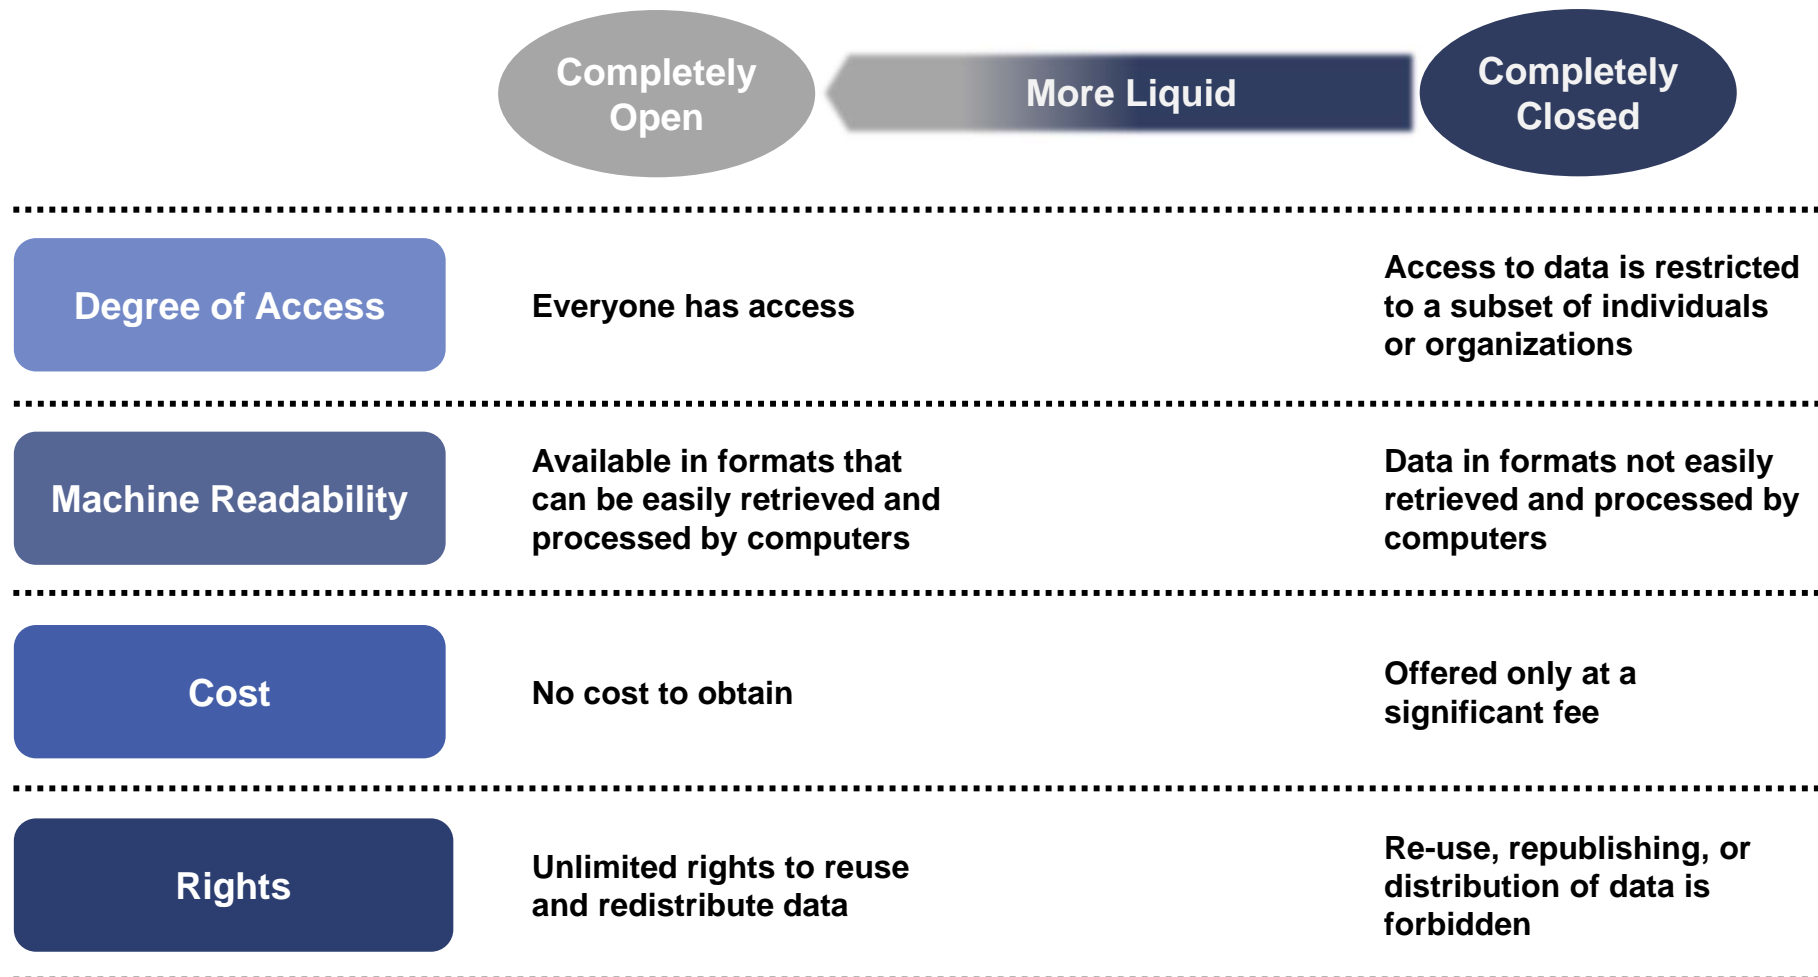 Completely
Open
More Liquid
Completely
Closed
Degree of Access
Everyone has access
Access to data is restricted
to a subset of individuals
or organizations
Machine Readability
Available in formats that
can be easily retrieved and
processed by computers
Data in formats not easily
retrieved and processed by
computers
Cost
No cost to obtain
Offered only at a
significant fee
Rights
Unlimited rights to reuse
and redistribute data
Re-use, republishing, or
distribution of data is
forbidden